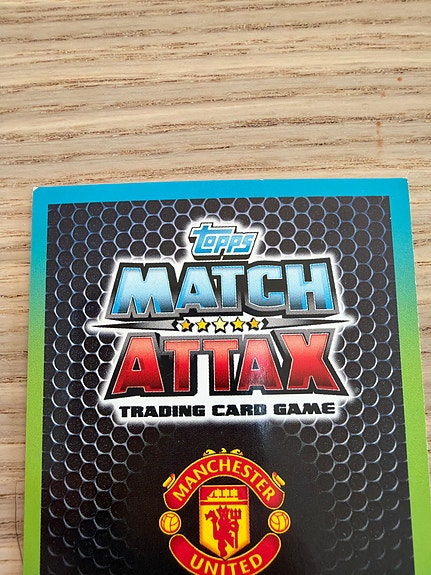 topps
MATCH
ATTAX
TRADING CARD GAME
MANCHESTER
UNITED